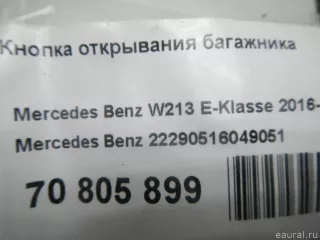 Кнопка открывания багажника
Mercedes Benz W213 E-Klasse 2016-
Mercedes Benz 22290516049051
70 805 899
eaural.ru